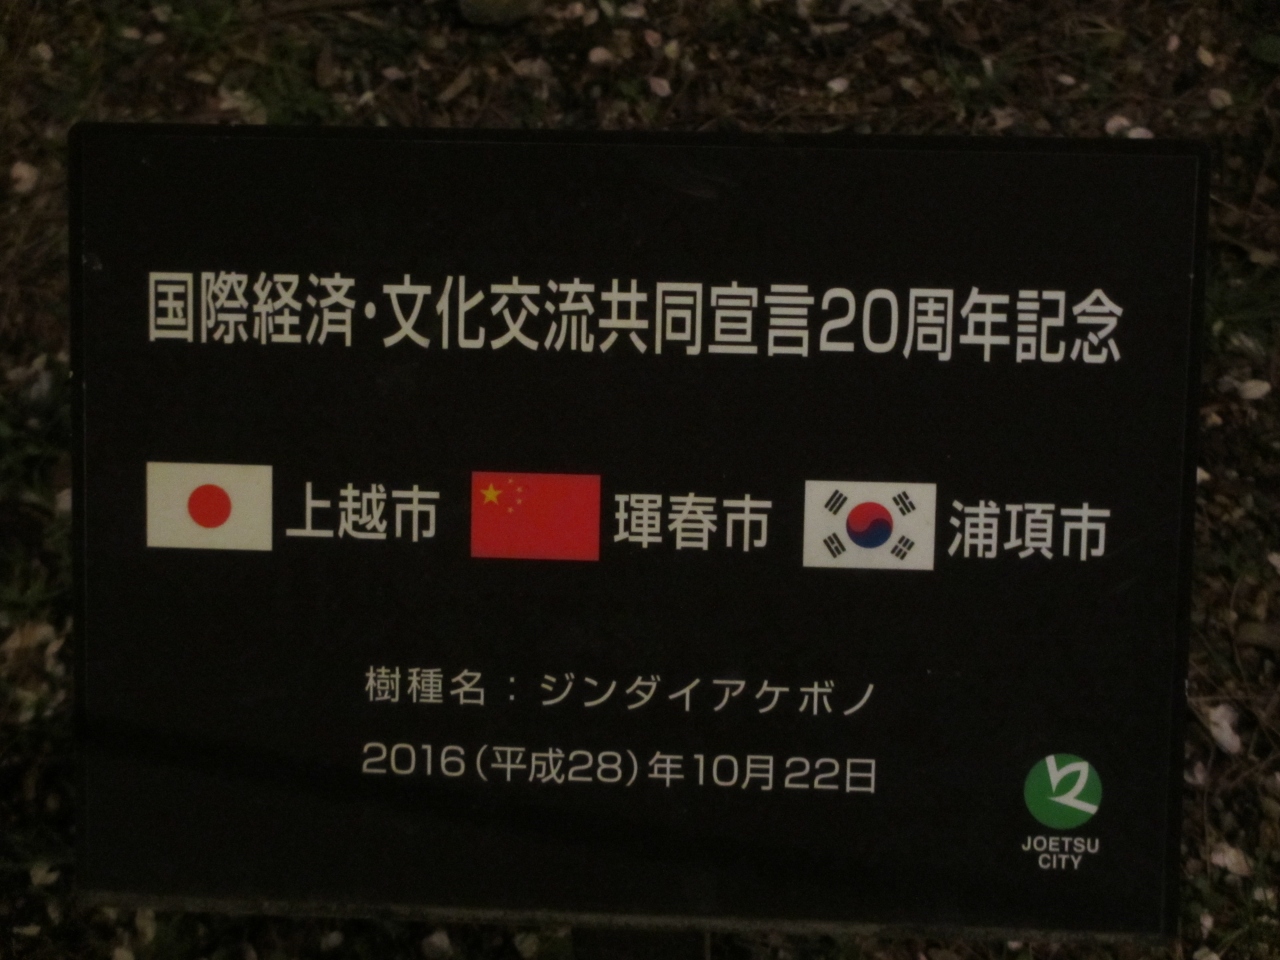 国際経済・文化交流共同宣言20周年記念
上越市 琿春市 浦項市
樹種名：ジンダイアケボノ
2016（平成28）年10月22日
JOETSU
CITY